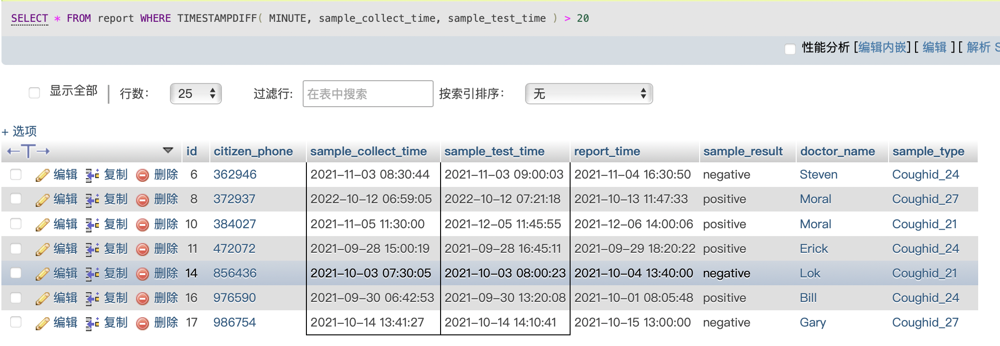 SELECT * FROM report WHERE TIMESTAMPDIFF( MINUTE, sample_collect_time, sample_test_time ) > 20
性能分析 [编辑内嵌][ 编辑 ][ 解析 S
显示全部 行数： 25 过滤行: 在表中搜索 按索引排序： 无
+ 选项
←T→ id citizen_phone sample_collect_time sample_test_time report_time sample_result doctor_name sample_type
编辑 复制 删除 6 362946 2021-11-03 08:30:44 2021-11-03 09:00:03 2021-11-04 16:30:50 negative Steven Coughid_24
编辑 复制 删除 8 372937 2022-10-12 06:59:05 2022-10-12 07:21:18 2021-10-13 11:47:33 positive Moral Coughid_27
编辑 复制 删除 10 384027 2021-11-05 11:30:00 2021-12-05 11:45:55 2021-12-06 14:00:06 positive Moral Coughid_21
编辑 复制 删除 11 472072 2021-09-28 15:00:19 2021-09-28 16:45:11 2021-09-29 18:20:22 positive Erick Coughid_24
编辑 复制 删除 14 856436 2021-10-03 07:30:05 2021-10-03 08:00:23 2021-10-04 13:40:00 negative Lok Coughid_21
编辑 复制 删除 16 976590 2021-09-30 06:42:53 2021-09-30 13:20:08 2021-10-01 08:05:48 positive Bill Coughid_24
编辑 复制 删除 17 986754 2021-10-14 13:41:27 2021-10-14 14:10:41 2021-10-15 13:00:00 negative Gary Coughid_27